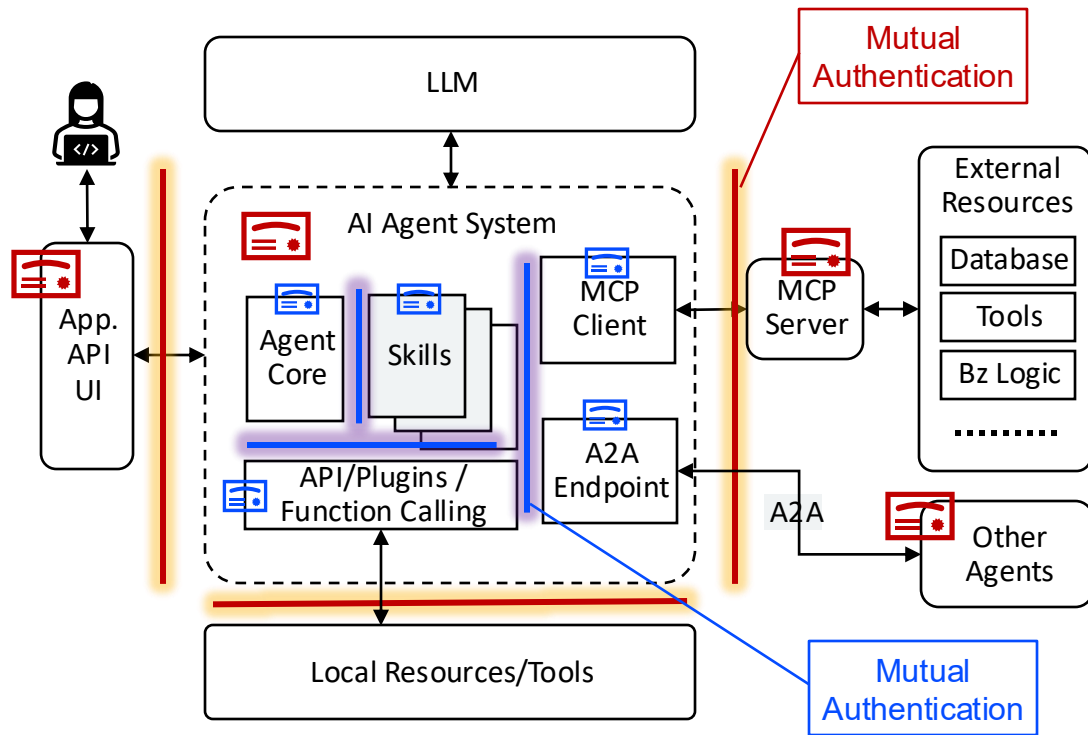 Mutual
Authentication
LLM
</>
External
Resources
Database
Tools
Bz Logic
AI Agent System
App.
API
UI
Agent
Core
Skills
MCP
Client
MCP
Server
A2A
Endpoint
API/Plugins /
Function Calling
A2A
Other
Agents
Local Resources/Tools
Mutual
Authentication